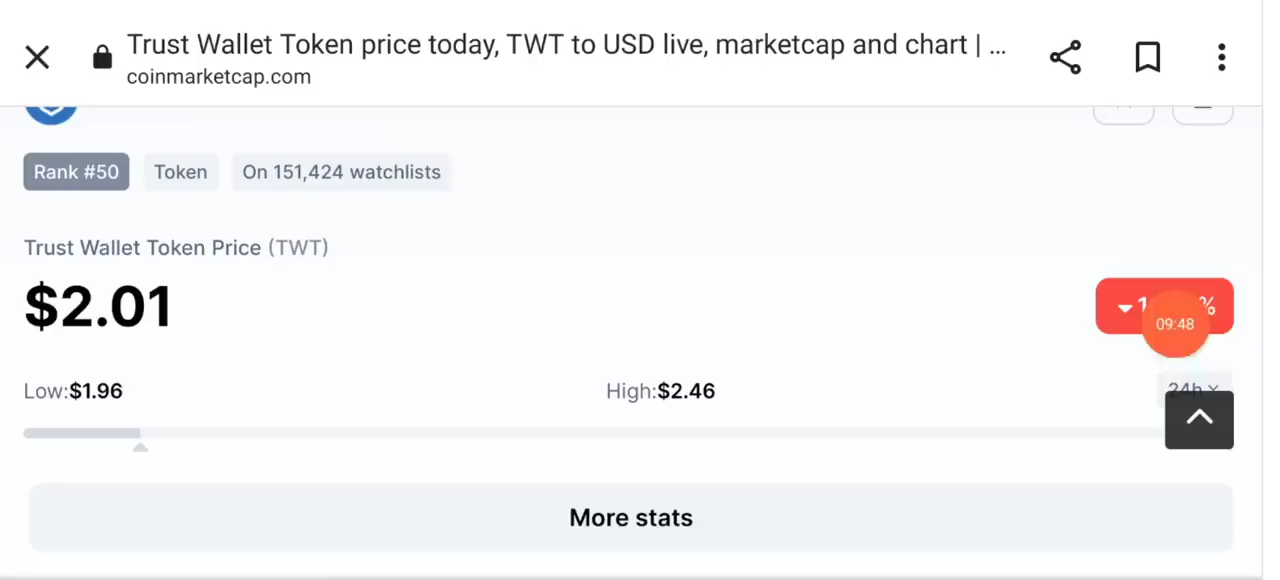 Trust Wallet Token price today, TWT to USD live, marketcap and chart | ...
coinmarketcap.com
Rank #50
Token
On 151,424 watchlists
Trust Wallet Token Price (TWT)
$2.01
%
09:48
Low:$1.96
High:$2.46
24h
More stats